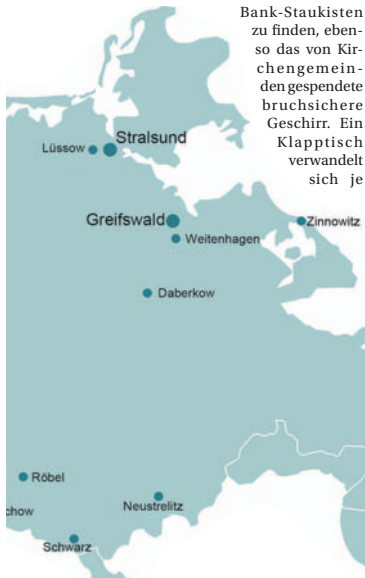 Bank-Staukisten
zu finden, eben-
so das von Kir-
chengemein-
den gespendete
bruchsichere
Geschirr. Ein
Klapptisch
verwandelt
sich je
Stralsund
Lüssow
Greifswald
Zinnowitz
Weitenhagen
Daberkow
Röbel
Neustrelitz
chow
Schwarz